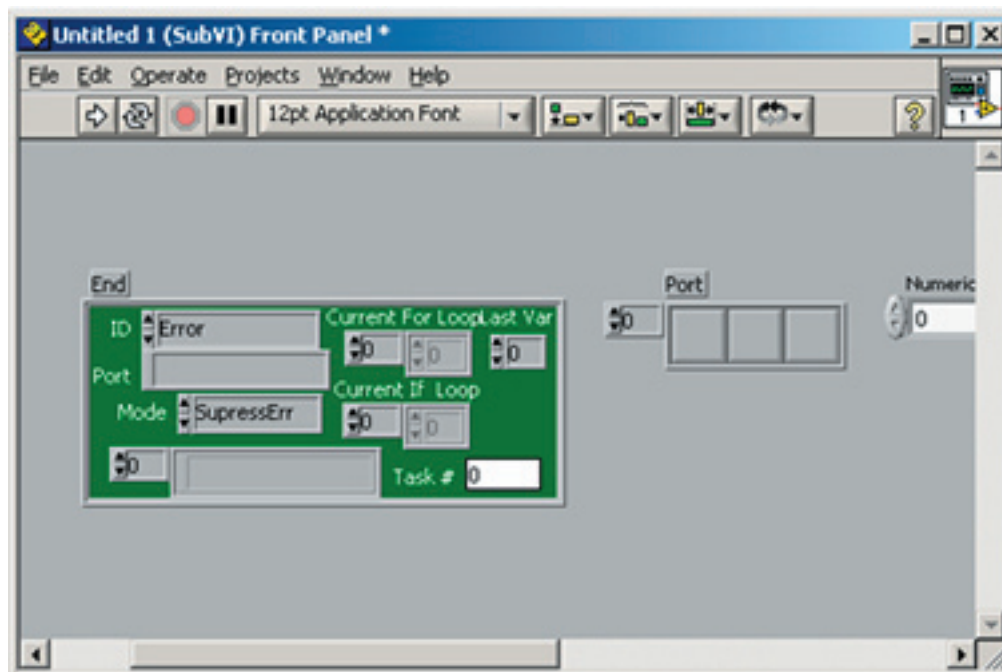 Untitled 1 (SubVI) Front Panel *
File Edit Operate Projects Window Help
12pt Application Font
?
1
End
Port
Numeric
ID Error
Current For Loop Last Var
0 0 0
0
0
Port
Current If Loop
Mode SupressErr
0 0
0
Task # 0